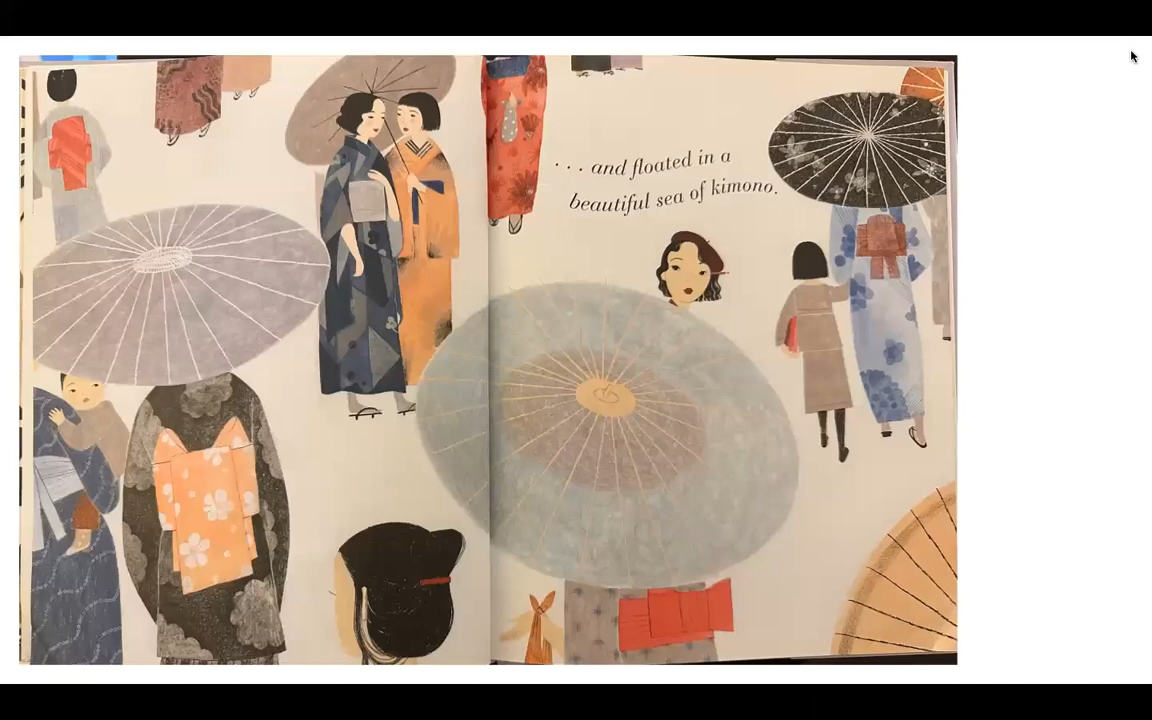 . . . and floated in a
beautiful sea of kimono.